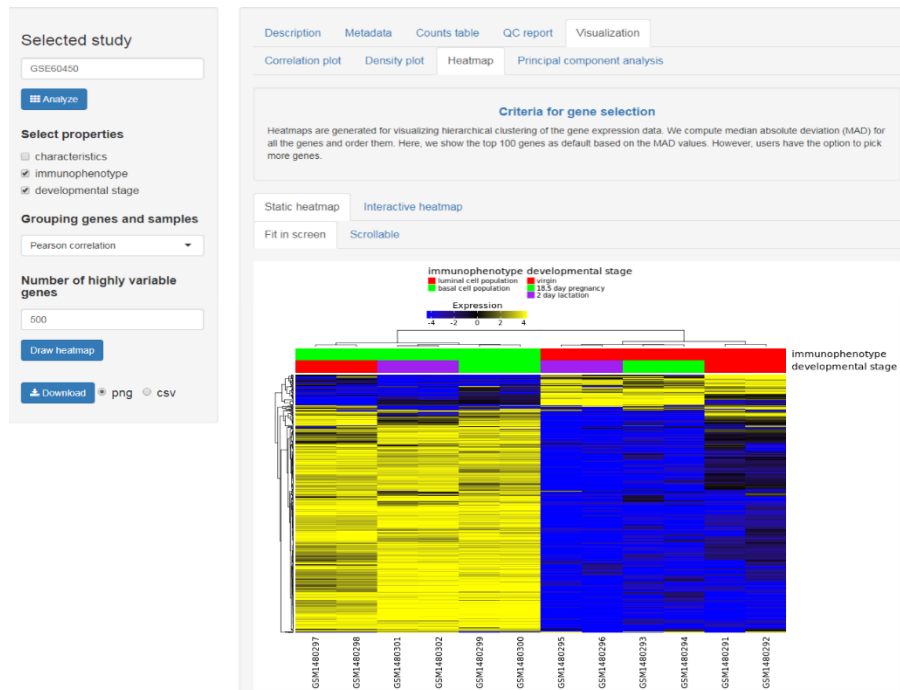 Selected study
GSE60450
Analyze
Select properties
characteristics
immunophenotype
developmental stage
Grouping genes and samples
Pearson correlation
Number of highly variable
genes
500
Draw heatmap
Download png csv
Description Metadata Counts table QC report Visualization
Correlation plot Density plot Heatmap Principal component analysis
Criteria for gene selection
Heatmaps are generated for visualizing hierarchical clustering of the gene expression data. We compute median absolute deviation (MAD) for
all the genes and order them. Here, we show the top 100 genes as default based on the MAD values. However, users have the option to pick
more genes.
Static heatmap Interactive heatmap
Fit in screen Scrollable
immunophenotype developmental stage
luminal cell population virgin
basal cell population 18.5 day pregnancy
2 day lactation
Expression
-4 -2 0 2 4
immunophenotype
developmental stage
GSM1480297
GSM1480298
GSM1480301
GSM1480302
GSM1480299
GSM1480300
GSM1480295
GSM1480296
GSM1480293
GSM1480294
GSM1480291
GSM1480292